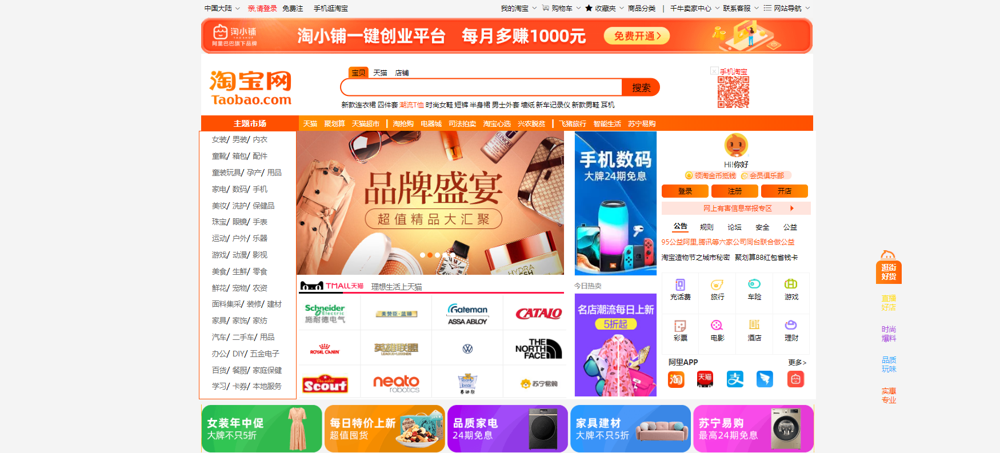 中国大陆 亲,请登录 免费注 手机逛淘宝 我的淘宝 购物车 收藏夹 商品分类 | 千牛卖家中心 联系客服 网站导航
淘小铺
TAO SHOP
阿里巴巴旗下品牌
淘小铺一键创业平台 每月多赚1000元 免费开通
淘宝网
Taobao.com
宝贝 天猫 店铺
搜索
新款连衣裙 四件套 潮流T恤 时尚女鞋 短裤 半身裙 男士外套 墙纸 新车记录仪 新款男鞋 耳机
手机淘宝
主题市场 天猫 聚划算 天猫超市 | 淘抢购 电器城 司法拍卖 淘宝心选 兴农脱贫 | 飞猪旅行 智能生活 苏宁易购
女装/ 男装/ 内衣
童靴/ 箱包/ 配件
童装玩具/ 孕产/ 用品
家电/ 数码/ 手机
美妆/ 洗护/ 保健品
珠宝/ 眼镜/ 手表
运动/ 户外/ 乐器
游戏/ 动漫/ 影视
美食/ 生鲜/ 零食
鲜花/ 宠物/ 农资
面料集采/ 装修/ 建材
家具/ 家饰/ 家纺
汽车/ 二手车/ 用品
办公/ DIY/ 五金电子
百货/ 餐厨/ 家庭保健
学习/ 卡券/ 本地服务
CLINIQUE
品牌盛宴
超值精品大汇聚
HYDRA
TMALL天猫 理想生活上天猫
Schneider
Electric
施耐德电气
美赞臣·蓝臻
Gateman
ASSA ABLOY
CATALO
ROYAL CANIN
英雄联盟
LEAGUE of LEGENDS
THE
NORTH
FACE
Scout
neato
robotics
Teddy
bear
泰迪熊
苏宁易购
手机数码
大牌24期免息
JBL
今日热卖
名店潮流每日上新
5折起
Hi!你好
领淘金币抵钱 会员俱乐部
登录 注册 开店
网上有害信息举报专区
公告 规则 论坛 安全 公益
95公益阿里,腾讯等六家公司同台联合做公益
淘宝造物节之城市秘密 聚划算88红包省钱卡
充话费 旅行 车险 游戏
彩票 电影 酒店 理财
阿里APP 更多>
淘 天猫 支
逛街
好货
直播
好店
时尚
爆料
品质
玩味
实惠
专业
女装年中促
大牌不只5折
每日特价上新
超值囤货
品质家电
24期免息
家具建材
大牌不只5折
苏宁易购
最高24期免息